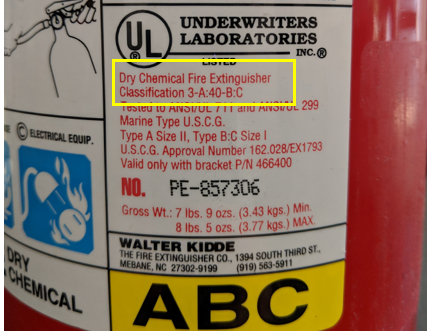 UL
®
UNDERWRITERS
LABORATORIES
INC.®
LISTED
Dry Chemical Fire Extinguisher
Classification 3-A:40-B:C
Tested to ANSI/UL 711 and ANSI/UL 299
Marine Type U.S.C.G.
Type A Size II, Type B:C Size I
U.S.C.G. Approval Number 162.028/EX1793
Valid only with bracket P/N 466400
NO. PE-857306
Gross Wt.: 7 lbs. 9 ozs. (3.43 kgs.) Min.
8 lbs. 5 ozs. (3.77 kgs.) MAX.
WALTER KIDDE
THE FIRE EXTINGUISHER CO., 1394 SOUTH THIRD ST.,
MEBANE, NC 27302-9199 (919) 563-5911
ABC
C ELECTRICAL EQUIP.
DRY
CHEMICAL